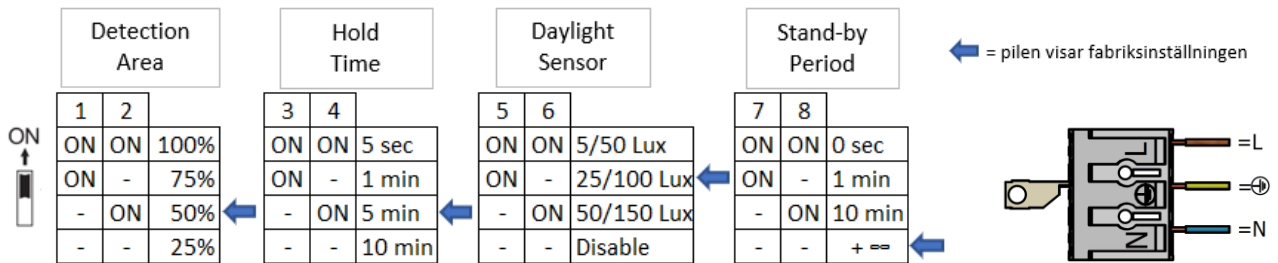 Detection
Area
Hold
Time
Daylight
Sensor
Stand-by
Period
= pilen visar fabriksinställningen
ON
1 2
ON ON 100%
ON - 75%
- ON 50%
- - 25%
3 4
ON ON 5 sec
ON - 1 min
- ON 5 min
- - 10 min
5 6
ON ON 5/50 Lux
ON - 25/100 Lux
- ON 50/150 Lux
- - Disable
7 8
ON ON 0 sec
ON - 1 min
- ON 10 min
- - + ∞
L
N
=L
=⏚
=N